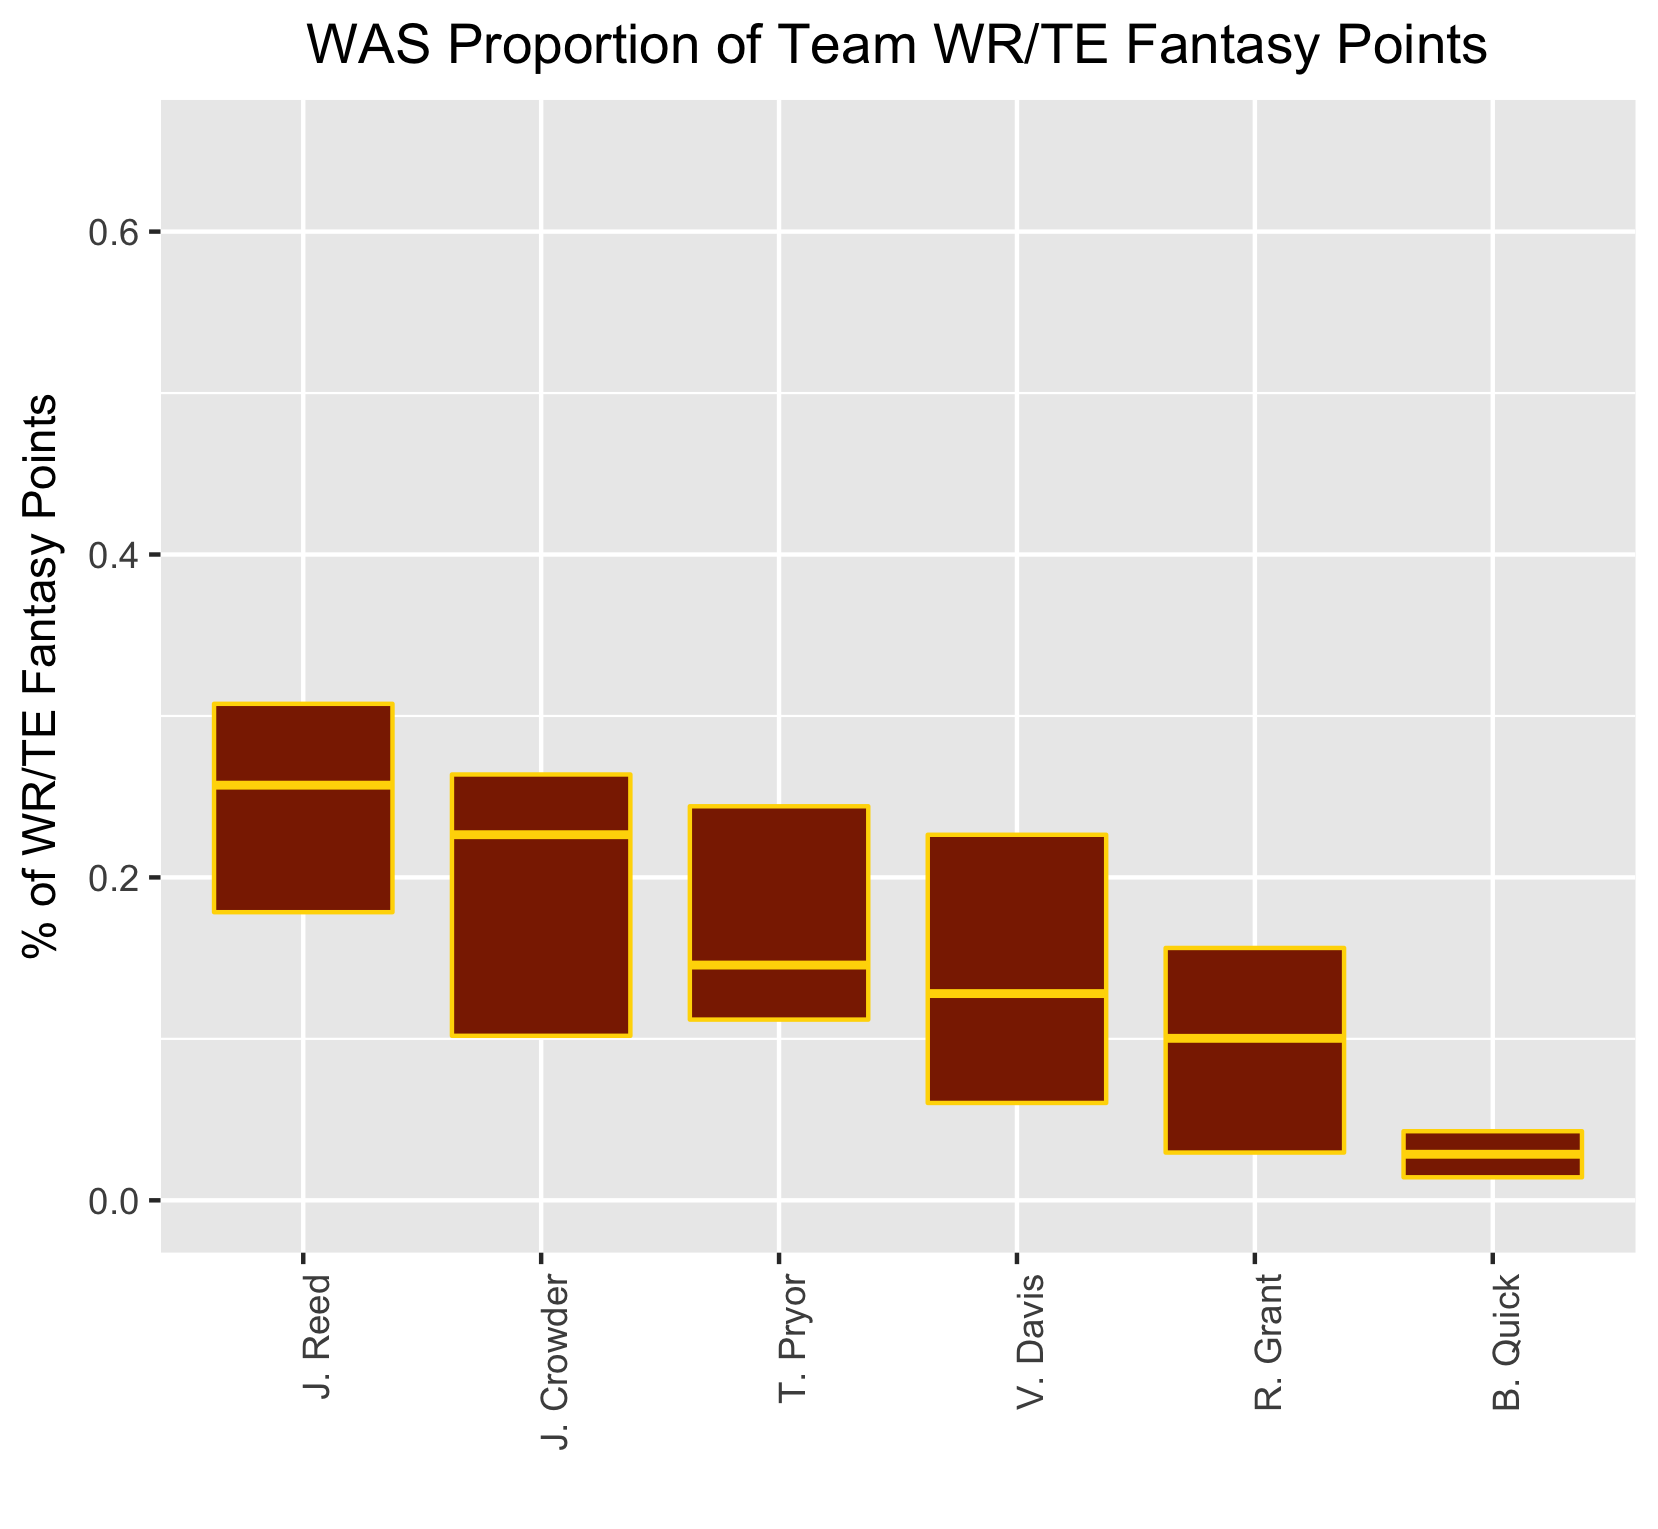 WAS Proportion of Team WR/TE Fantasy Points
% of WR/TE Fantasy Points
0.6
0.4
0.2
0.0
J. Reed
J. Crowder
T. Pryor
V. Davis
R. Grant
B. Quick